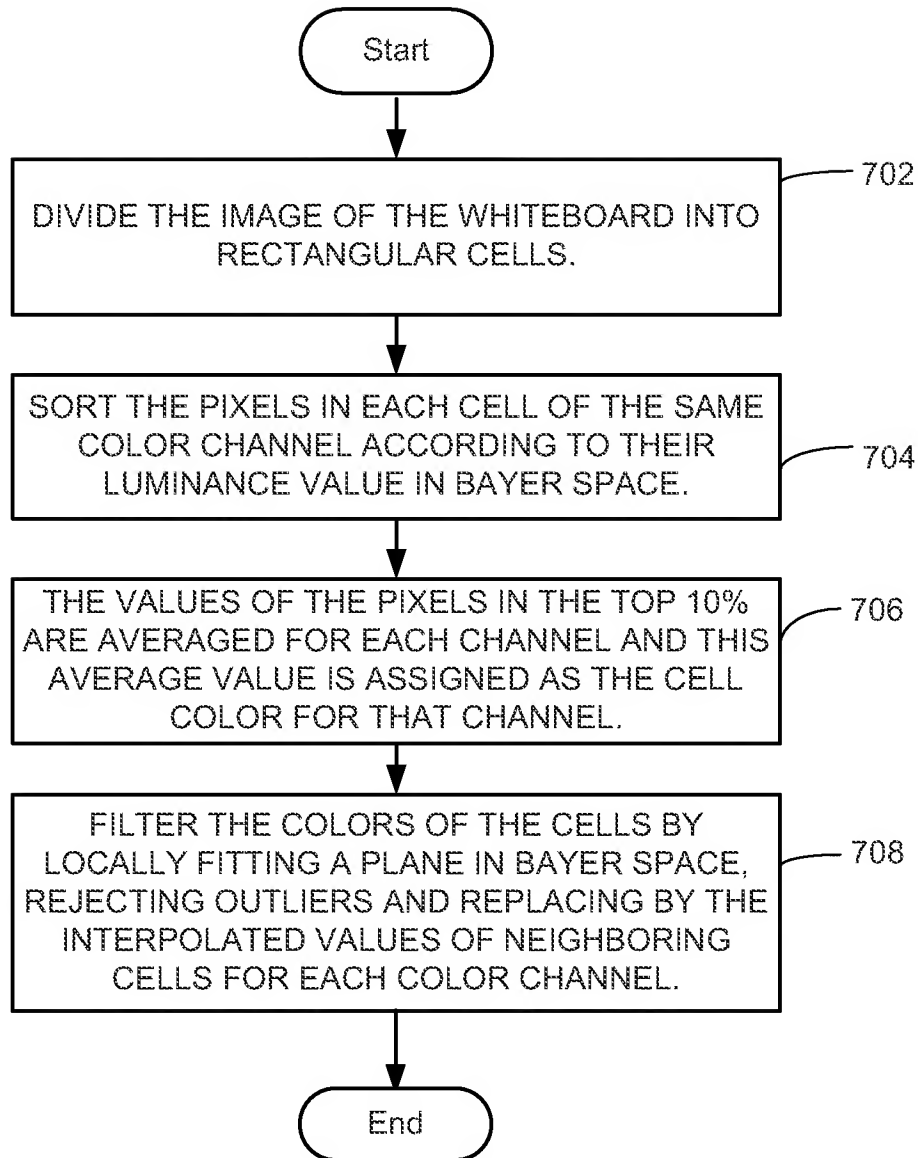 Start
702
DIVIDE THE IMAGE OF THE WHITEBOARD INTO
RECTANGULAR CELLS.
SORT THE PIXELS IN EACH CELL OF THE SAME
COLOR CHANNEL ACCORDING TO THEIR
LUMINANCE VALUE IN BAYER SPACE.
704
THE VALUES OF THE PIXELS IN THE TOP 10%
ARE AVERAGED FOR EACH CHANNEL AND THIS
AVERAGE VALUE IS ASSIGNED AS THE CELL
COLOR FOR THAT CHANNEL.
706
FILTER THE COLORS OF THE CELLS BY
LOCALLY FITTING A PLANE IN BAYER SPACE,
REJECTING OUTLIERS AND REPLACING BY THE
INTERPOLATED VALUES OF NEIGHBORING
CELLS FOR EACH COLOR CHANNEL.
708
End